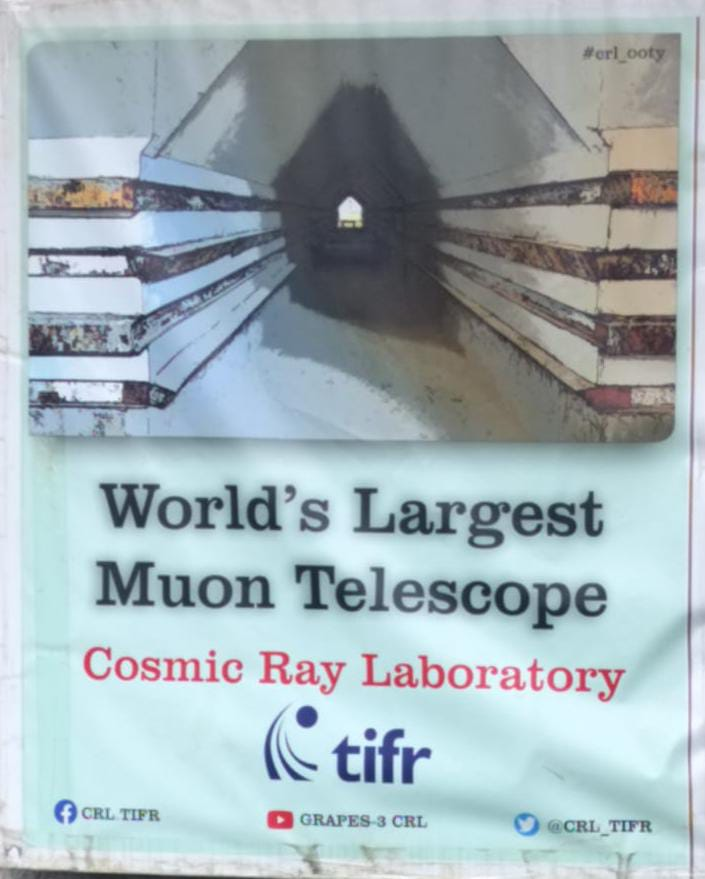 #crl_ooty
World's Largest
Muon Telescope
Cosmic Ray Laboratory
tifr
CRL TIFR
GRAPES-3 CRL
@CRL_TIFR